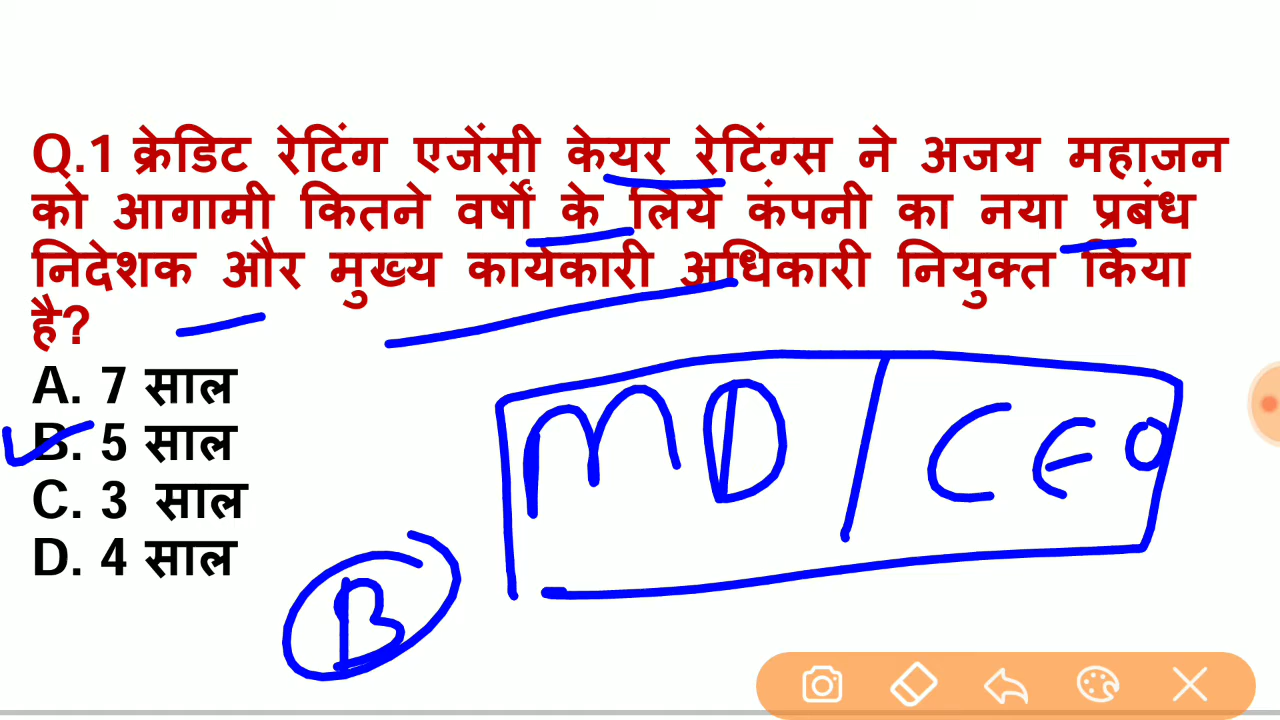 Q.1 क्रेडिट रेटिंग एजेंसी केयर रेटिंग्स ने अजय महाजन
को आगामी कितने वर्षों के लिये कंपनी का नया प्रबंध
निदेशक और मुख्य कार्यकारी अधिकारी नियुक्त किया
है?
A. 7 साल
B. 5 साल
C. 3 साल
D. 4 साल
MD / CEO
B